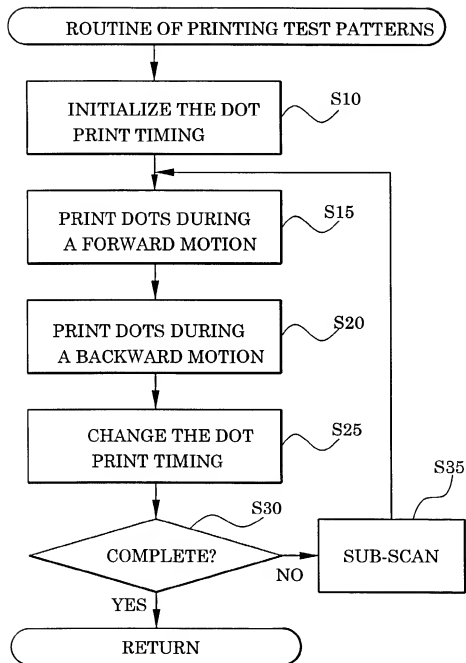 ROUTINE OF PRINTING TEST PATTERNS
S10
INITIALIZE THE DOT
PRINT TIMING
S15
PRINT DOTS DURING
A FORWARD MOTION
S20
PRINT DOTS DURING
A BACKWARD MOTION
S25
CHANGE THE DOT
PRINT TIMING
S30
COMPLETE?
NO
S35
SUB-SCAN
YES
RETURN